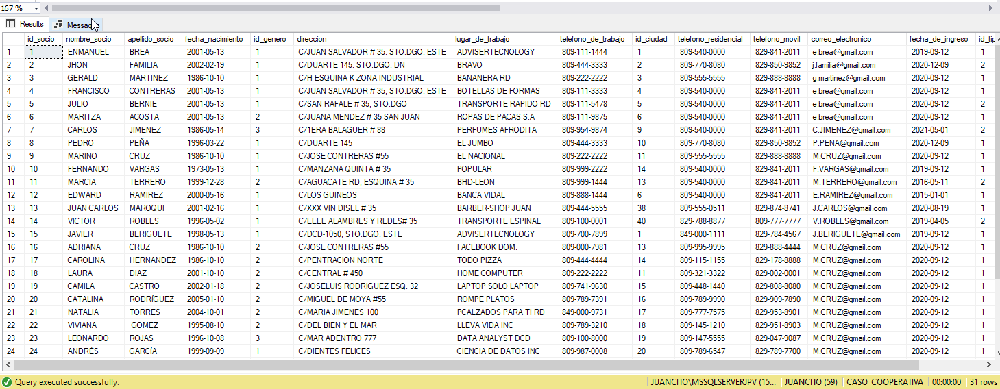 167 %
Results Messages
id_socio nombre_socio apellido_socio fecha_nacimiento id_genero direccion lugar_de_trabajo telefono_de_trabajo id_ciudad telefono_residencial telefono_movil correo_electronico fecha_de_ingreso
1 1 ENMANUEL BREA 2001-05-13 1 C/JUAN SALVADOR # 35, STO.DGO. ESTE ADVISERTECNOLOGY 809-111-1444 1 809-540-0000 829-841-2011 e.brea@gmail.com 2019-09-12 1
2 2 JHON FAMILIA 2002-02-19 1 C/DUARTE 145, STO.DGO. DN BRAVO 809-444-3333 2 809-770-8080 829-850-9852 j.familia@gmail.com 2020-12-09 2
3 3 GERALD MARTINEZ 1986-10-10 1 C/H ESQUINA K ZONA INDUSTRIAL BANANERA RD 809-222-2222 3 809-555-5555 829-888-8888 g.martinez@gmail.com 2020-09-12 1
4 4 FRANCISCO CONTRERAS 2001-05-13 1 C/JUAN SALVADOR # 35, STO.DGO. ESTE BOTELLAS DE FORMAS 809-111-3333 4 809-540-0000 829-841-2011 e.brea@gmail.com 2020-09-12 1
5 5 JULIO BERNIE 2001-05-13 1 C/SAN RAFALE # 35, STO.DGO TRANSPORTE RAPIDO RD 809-111-5478 5 809-540-0000 829-841-2011 e.brea@gmail.com 2020-09-12 2
6 6 MARITZA ACOSTA 2001-05-13 2 C/JUANA MENDEZ # 35 SAN JUAN ROPAS DE PACAS S.A 809-111-9875 6 809-540-0000 829-841-2011 e.brea@gmail.com 2020-09-12 1
7 7 CARLOS JIMENEZ 1986-05-14 3 C/1ERA BALAGUER # 88 PERFUMES AFRODITA 809-954-9874 9 809-540-0000 829-841-2011 C.JIMENEZ@gmail.com 2021-05-01 2
8 8 PEDRO PEÑA 1996-03-22 1 C/DUARTE 145 EL JUMBO 809-444-3333 10 809-770-8080 829-850-9852 P.PENA@gmail.com 2020-12-09 1
9 9 MARINO CRUZ 1986-10-10 1 C/JOSE CONTRERAS #55 EL NACIONAL 809-222-2222 11 809-555-5555 829-888-8888 M.CRUZ@gmail.com 2020-09-12 1
10 10 FERNANDO VARGAS 1973-05-13 1 C/MANZANA QUINTA # 35 POPULAR 809-999-2222 14 809-540-0000 829-841-2011 F.VARGAS@gmail.com 2019-09-12 1
11 11 MARCIA TERRERO 1999-12-28 2 C/AGUACATE RD, ESQUINA # 35 BHD-LEON 809-999-1444 13 809-540-0000 829-841-2011 M.TERRERO@gmail.com 2016-05-11 2
12 12 EDWARD RAMIREZ 2000-05-16 1 C/LOS GUINEOS BANCA VIDAL 809-888-1444 6 809-540-0000 829-841-2011 E.RAMIREZ@gmail.com 2015-01-01 1
13 13 JUAN CARLOS MAROQUI 2001-02-16 1 C/XXX VIN DISEL # 35 BARBER-SHOP JUAN 809-444-5555 38 809-555-0511 829-874-8741 J.CARLOS@gmail.com 2020-08-19 1
14 14 VICTOR ROBLES 1996-05-02 1 C/EEEE ALAMBRES Y REDES# 35 TRANSPORTE ESPINAL 809-100-0001 40 829-788-8877 809-777-7777 V.ROBLES@gmail.com 2019-04-05 2
15 15 JAVIER BERIGUETE 1998-05-13 1 C/DCD-1050, STO.DGO. ESTE ADVISERTECNOLOGY 809-700-7899 1 849-000-1111 829-784-4567 J.BERIGUETE@gmail.com 2019-09-12 1
16 16 ADRIANA CRUZ 1986-10-10 2 C/JOSE CONTRERAS #55 FACEBOOK DOM. 809-000-7981 13 809-995-9995 829-888-4444 M.CRUZ@gmail.com 2020-09-12 1
17 17 CAROLINA HERNANDEZ 1986-10-10 2 C/PENTRACION NORTE TODO PIZZA 809-444-4444 14 809-115-1155 829-178-8888 M.CRUZ@gmail.com 2020-09-12 1
18 18 LAURA DIAZ 2001-10-10 2 C/CENTRAL # 450 HOME COMPUTER 809-222-2222 11 809-321-3322 829-002-0001 M.CRUZ@gmail.com 2020-09-12 1
19 19 CAMILA CASTRO 2002-01-18 2 C/JOSELUIS RODRIGUEZ ESQ. 32 LAPTOP SOLO LAPTOP 809-741-9630 15 809-448-1440 829-808-8080 M.CRUZ@gmail.com 2020-09-12 1
20 20 CATALINA RODRÍGUEZ 2005-01-10 2 C/MIGUEL DE MOYA #55 ROMPE PLATOS 809-789-7391 16 809-789-9990 829-909-7890 M.CRUZ@gmail.com 2020-09-12 1
21 21 NATALIA TORRES 2004-10-01 2 C/MARIA JIMENES 100 PCALZADOS PARA TI RD 849-000-9731 17 809-777-7575 829-953-8901 M.CRUZ@gmail.com 2020-09-12 1
22 22 VIVIANA GOMEZ 1995-08-10 2 C/DEL BIEN Y EL MAR LLEVA VIDA INC 809-789-3210 18 809-145-1210 829-951-8903 M.CRUZ@gmail.com 2020-09-12 1
23 23 LEONARDO ROJAS 1996-10-08 3 C/MAR ADENTRO 777 DATA ANALYST DCD 809-100-8000 19 809-147-5555 829-047-9087 M.CRUZ@gmail.com 2020-09-12 1
24 24 ANDRÉS GARCÍA 1999-09-09 1 C/DIENTES FELICES CIENCIA DE DATOS INC 809-987-0008 20 809-789-6547 829-789-7700 M.CRUZ@gmail.com 2020-09-12 1
Query executed successfully. JUANCITO\MSSQLSERVERJPV (15... JUANCITO (59) CASO_COOPERATIVA 00:00:00 31 rows